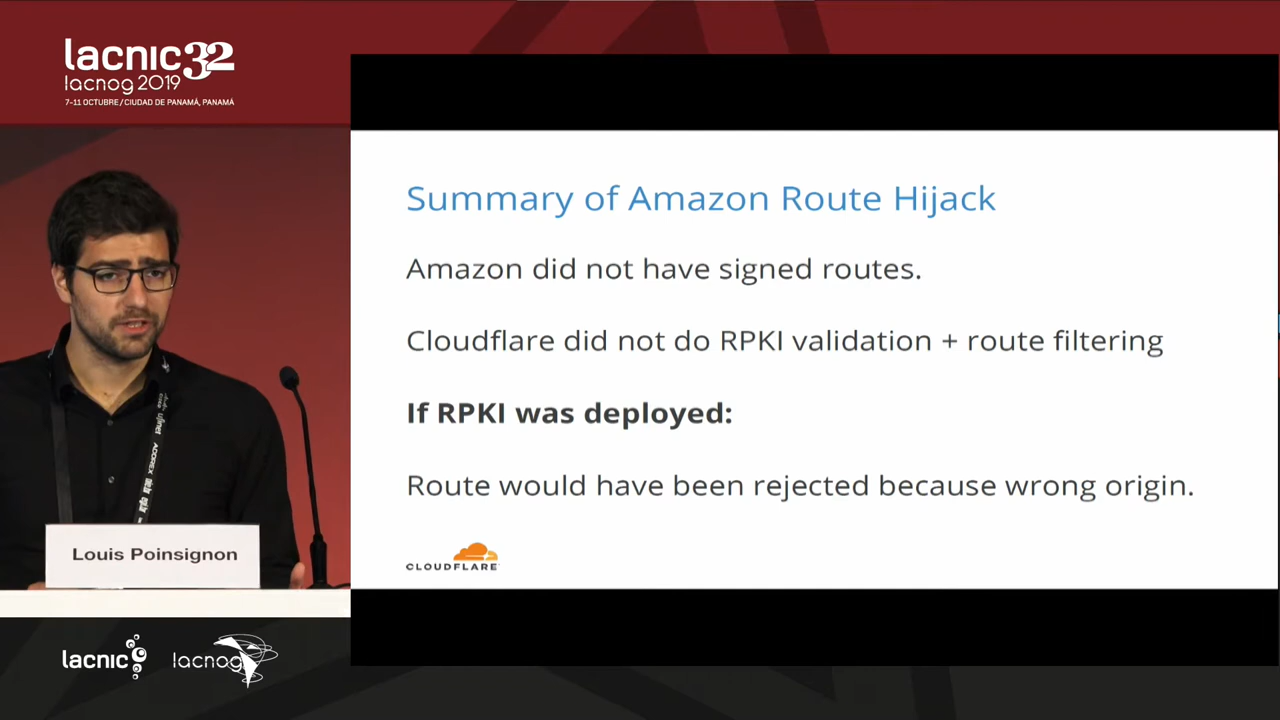 lacnic32
lacnog 2019
7-11 OCTUBRE / CIUDAD DE PANAMÁ, PANAMÁ
Summary of Amazon Route Hijack
Amazon did not have signed routes.
Cloudflare did not do RPKI validation + route filtering
If RPKI was deployed:
Route would have been rejected because wrong origin.
CLOUDFLARE
ADOREX
Louis Poinsignon
lacnic
lacnog